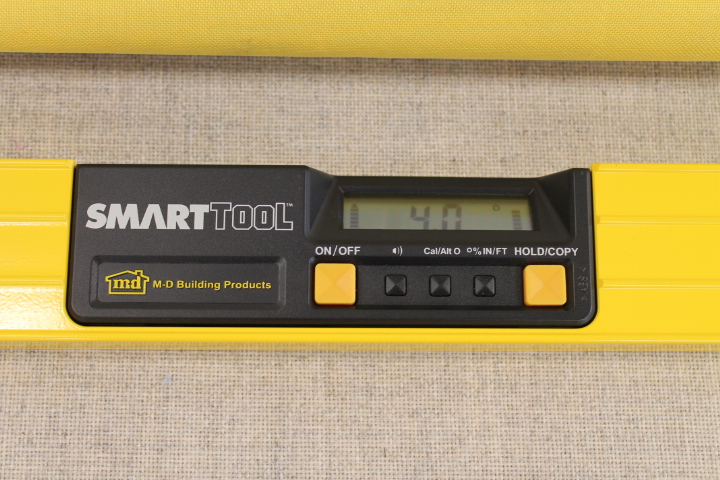 SMARTTOOL™
4.0 °
ON/OFF Cal/Alt 0 °% IN/FT HOLD/COPY
md M-D Building Products